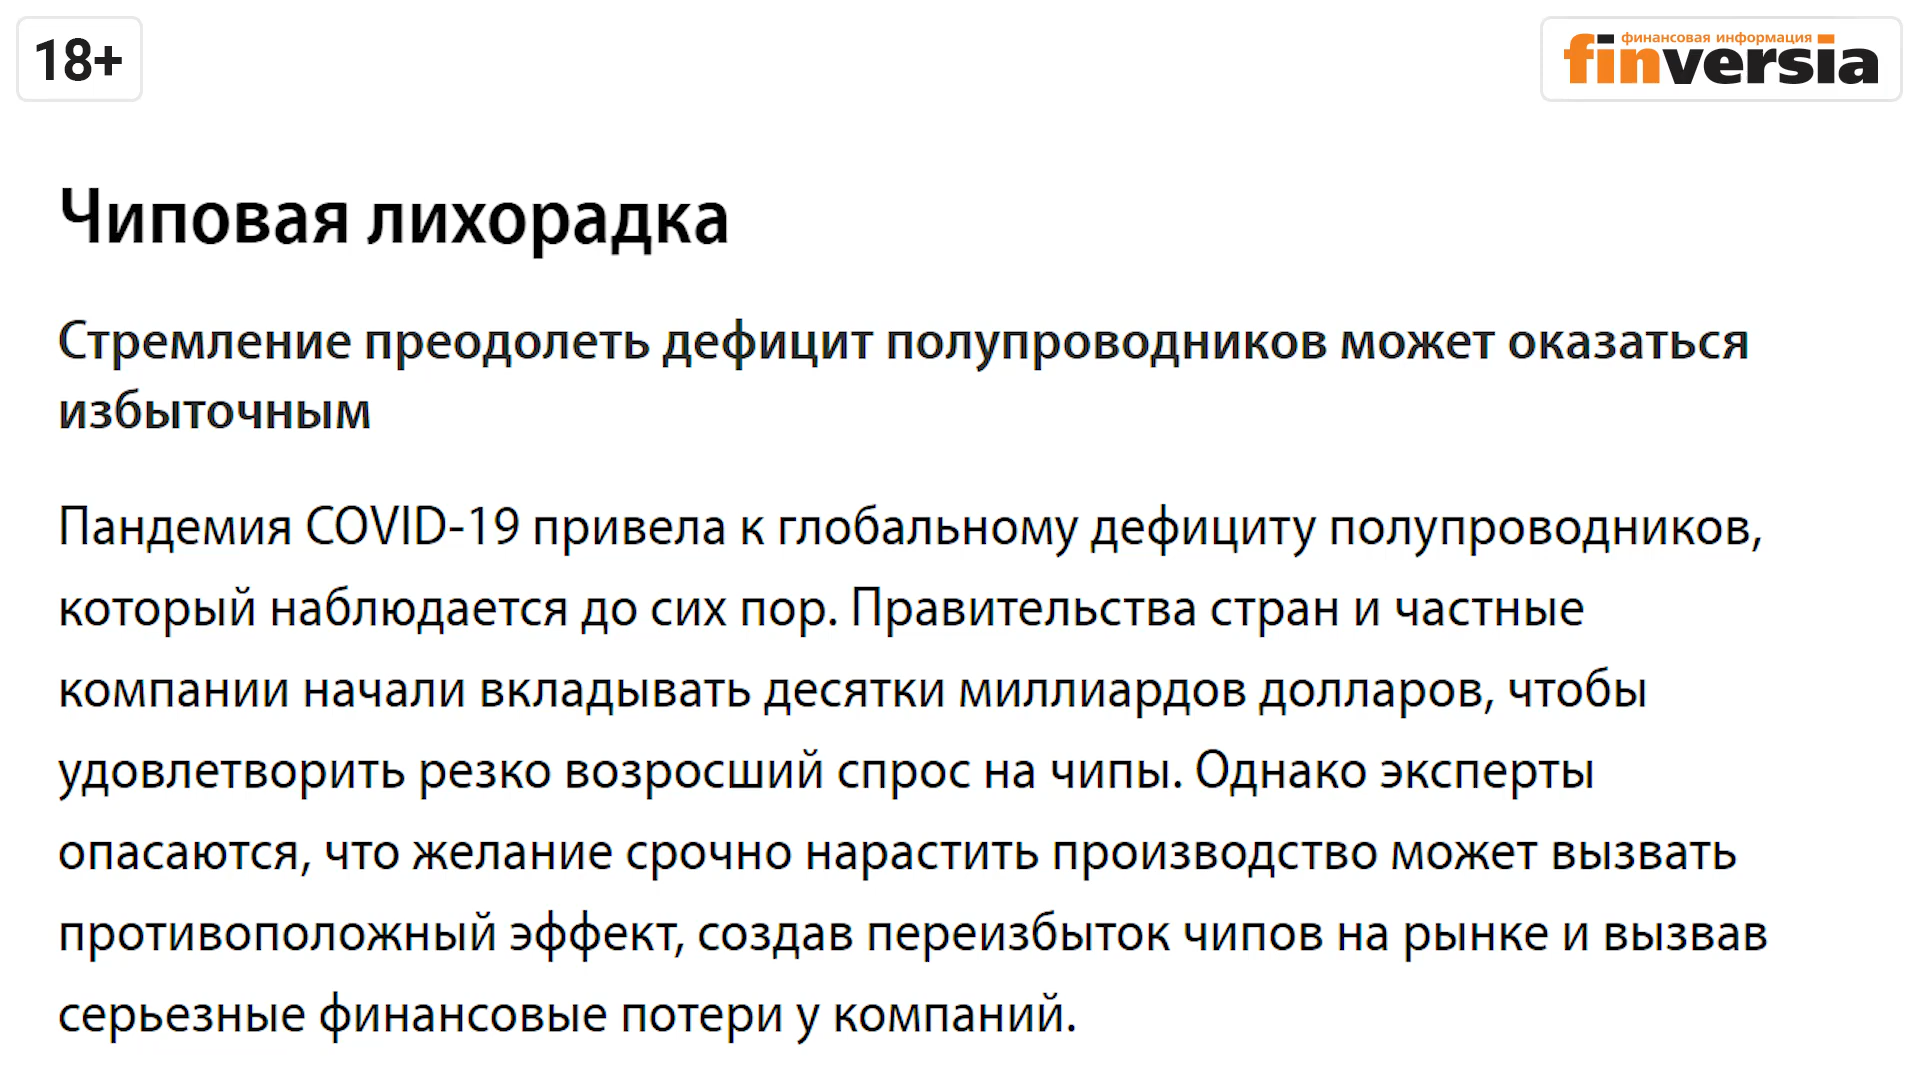 18+
финансовая информация
finversia
Чиповая лихорадка
Стремление преодолеть дефицит полупроводников может оказаться
избыточным
Пандемия COVID-19 привела к глобальному дефициту полупроводников,
который наблюдается до сих пор. Правительства стран и частные
компании начали вкладывать десятки миллиардов долларов, чтобы
удовлетворить резко возросший спрос на чипы. Однако эксперты
опасаются, что желание срочно нарастить производство может вызвать
противоположный эффект, создав переизбыток чипов на рынке и вызвав
серьезные финансовые потери у компаний.